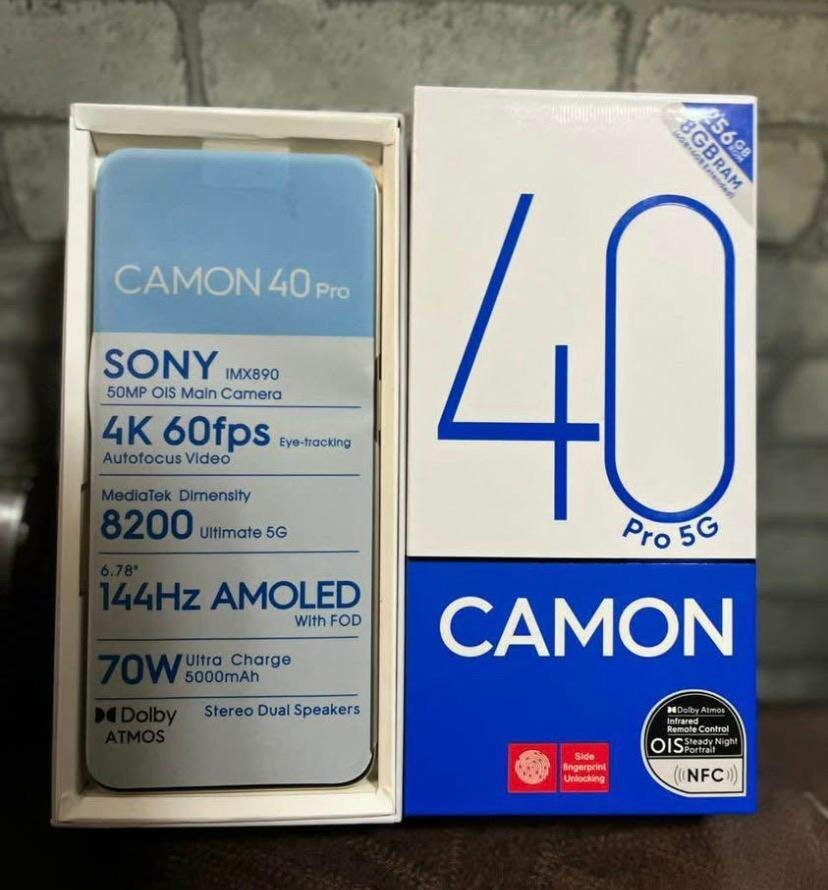 CAMON 40 Pro
SONY IMX890
50MP OIS Main Camera
4K 60fps Eye-tracking
Autofocus Video
MediaTek Dimensity
8200 Ultimate 5G
6.78"
144Hz AMOLED
With FOD
70W Ultra Charge
5000mAh
Dolby
ATMOS
Stereo Dual Speakers
256GB
ROM
8GB RAM
40
Pro 5G
CAMON
Side
fingerprint
Unlocking
Dolby Atmos
Infrared
Remote Control
OIS Steady Night
Portrait
NFC